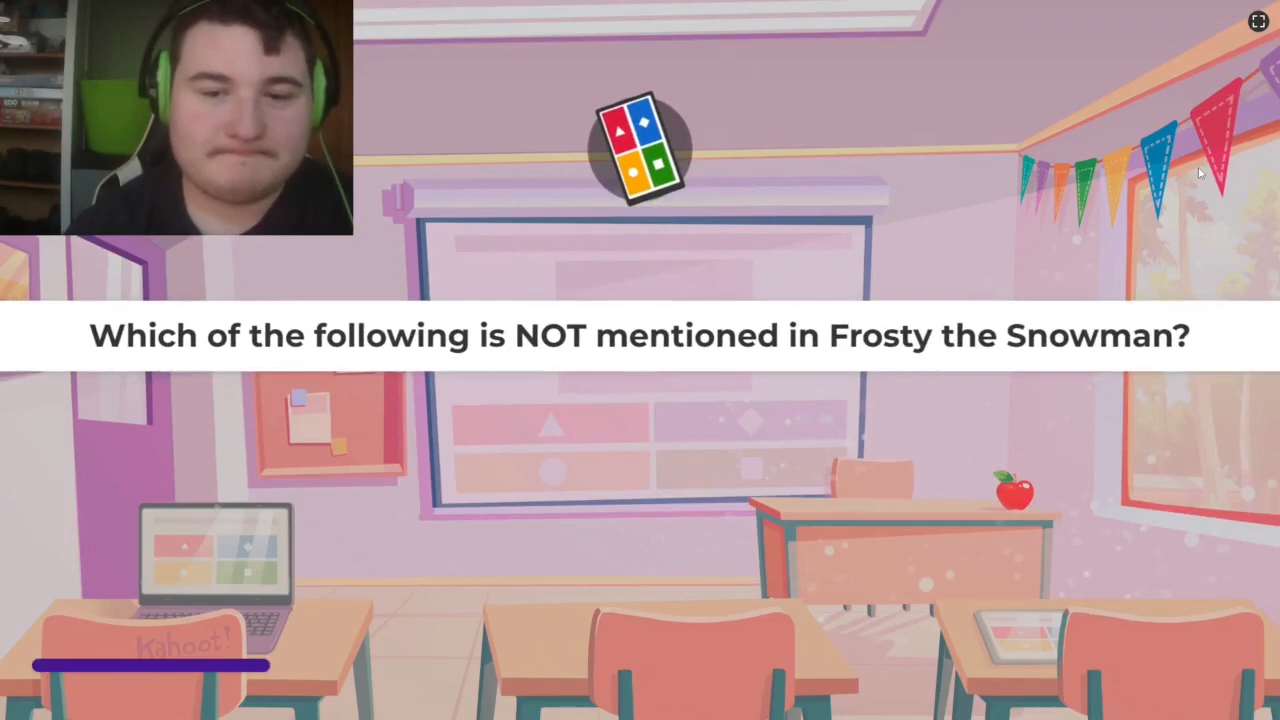 Which of the following is NOT mentioned in Frosty the Snowman?
Kahoot!